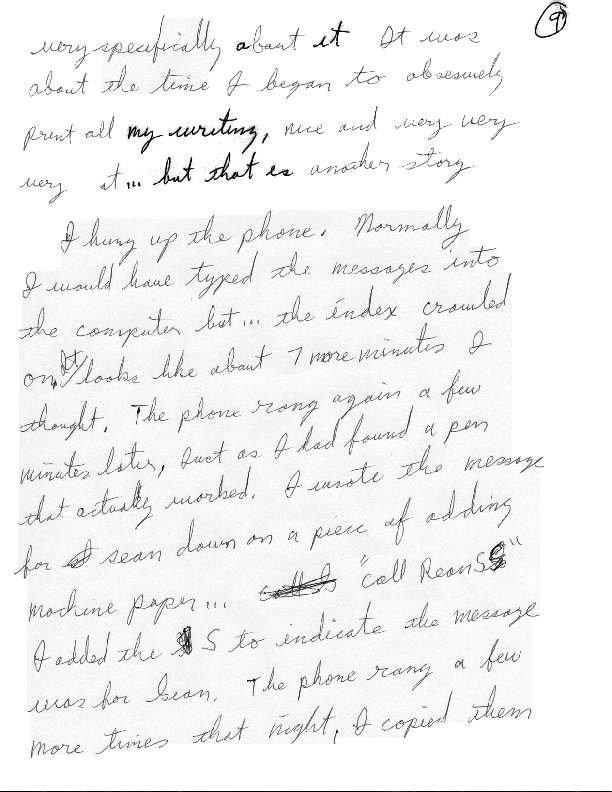 9
very specifically about it It was
about the time I began to obsesively
print all my writing, nice and very very
very at... but that is another story
I hung up the phone. Normally
I would have typed the messages into
the computer but... the index crawled
on, It looks like about 7 more minutes I
thought. The phone rang again a few
minutes later, Just as I had found a pen
that actually worked. I wrote the message
for sean down on a piece of adding
machine paper... "call ReanSS"
I added the S to indicate the message
was for Sean. The phone rang a few
more times that night, I copied them